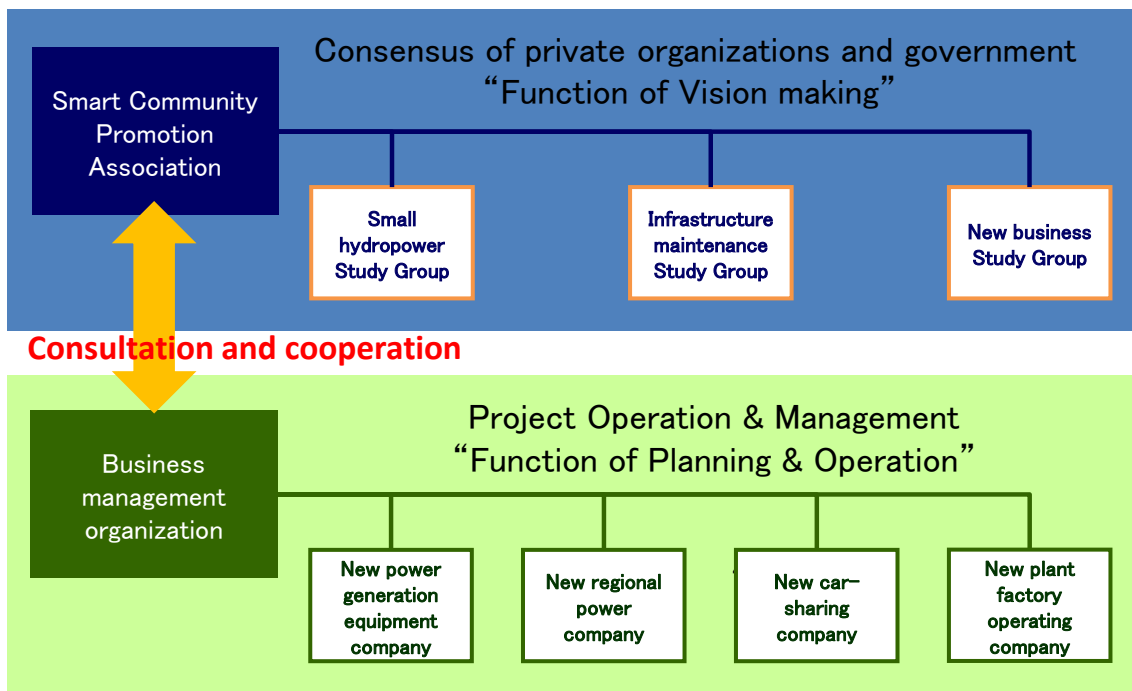 Consensus of private organizations and government
“Function of Vision making”
Smart Community
Promotion
Association
Small
hydropower
Study Group
Infrastructure
maintenance
Study Group
New business
Study Group
Consultation and cooperation
Project Operation & Management
“Function of Planning & Operation”
Business
management
organization
New power
generation
equipment
company
New regional
power
company
New car-
sharing
company
New plant
factory
operating
company